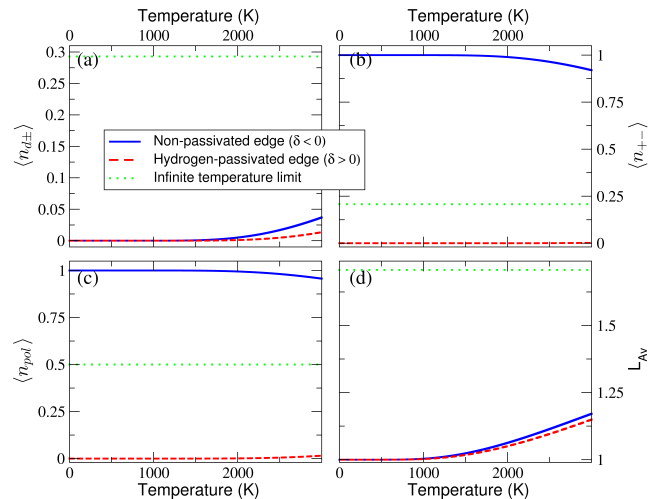 Temperature (K) Temperature (K)
0 1000 2000 0 1000 2000
(a) (b)
0.3
0.25
0.2
0.15
0.1
0.05
0
⟨n_{d±}⟩
1
0.75
0.5
0.25
0
⟨n_{+−}⟩
Non-passivated edge (δ < 0)
Hydrogen-passivated edge (δ > 0)
Infinite temperature limit
(c) (d)
1
0.75
0.5
0.25
0
⟨n_{pol}⟩
1.75
1.5
1.25
1
L_{Av}
0 1000 2000 0 1000 2000
Temperature (K) Temperature (K)